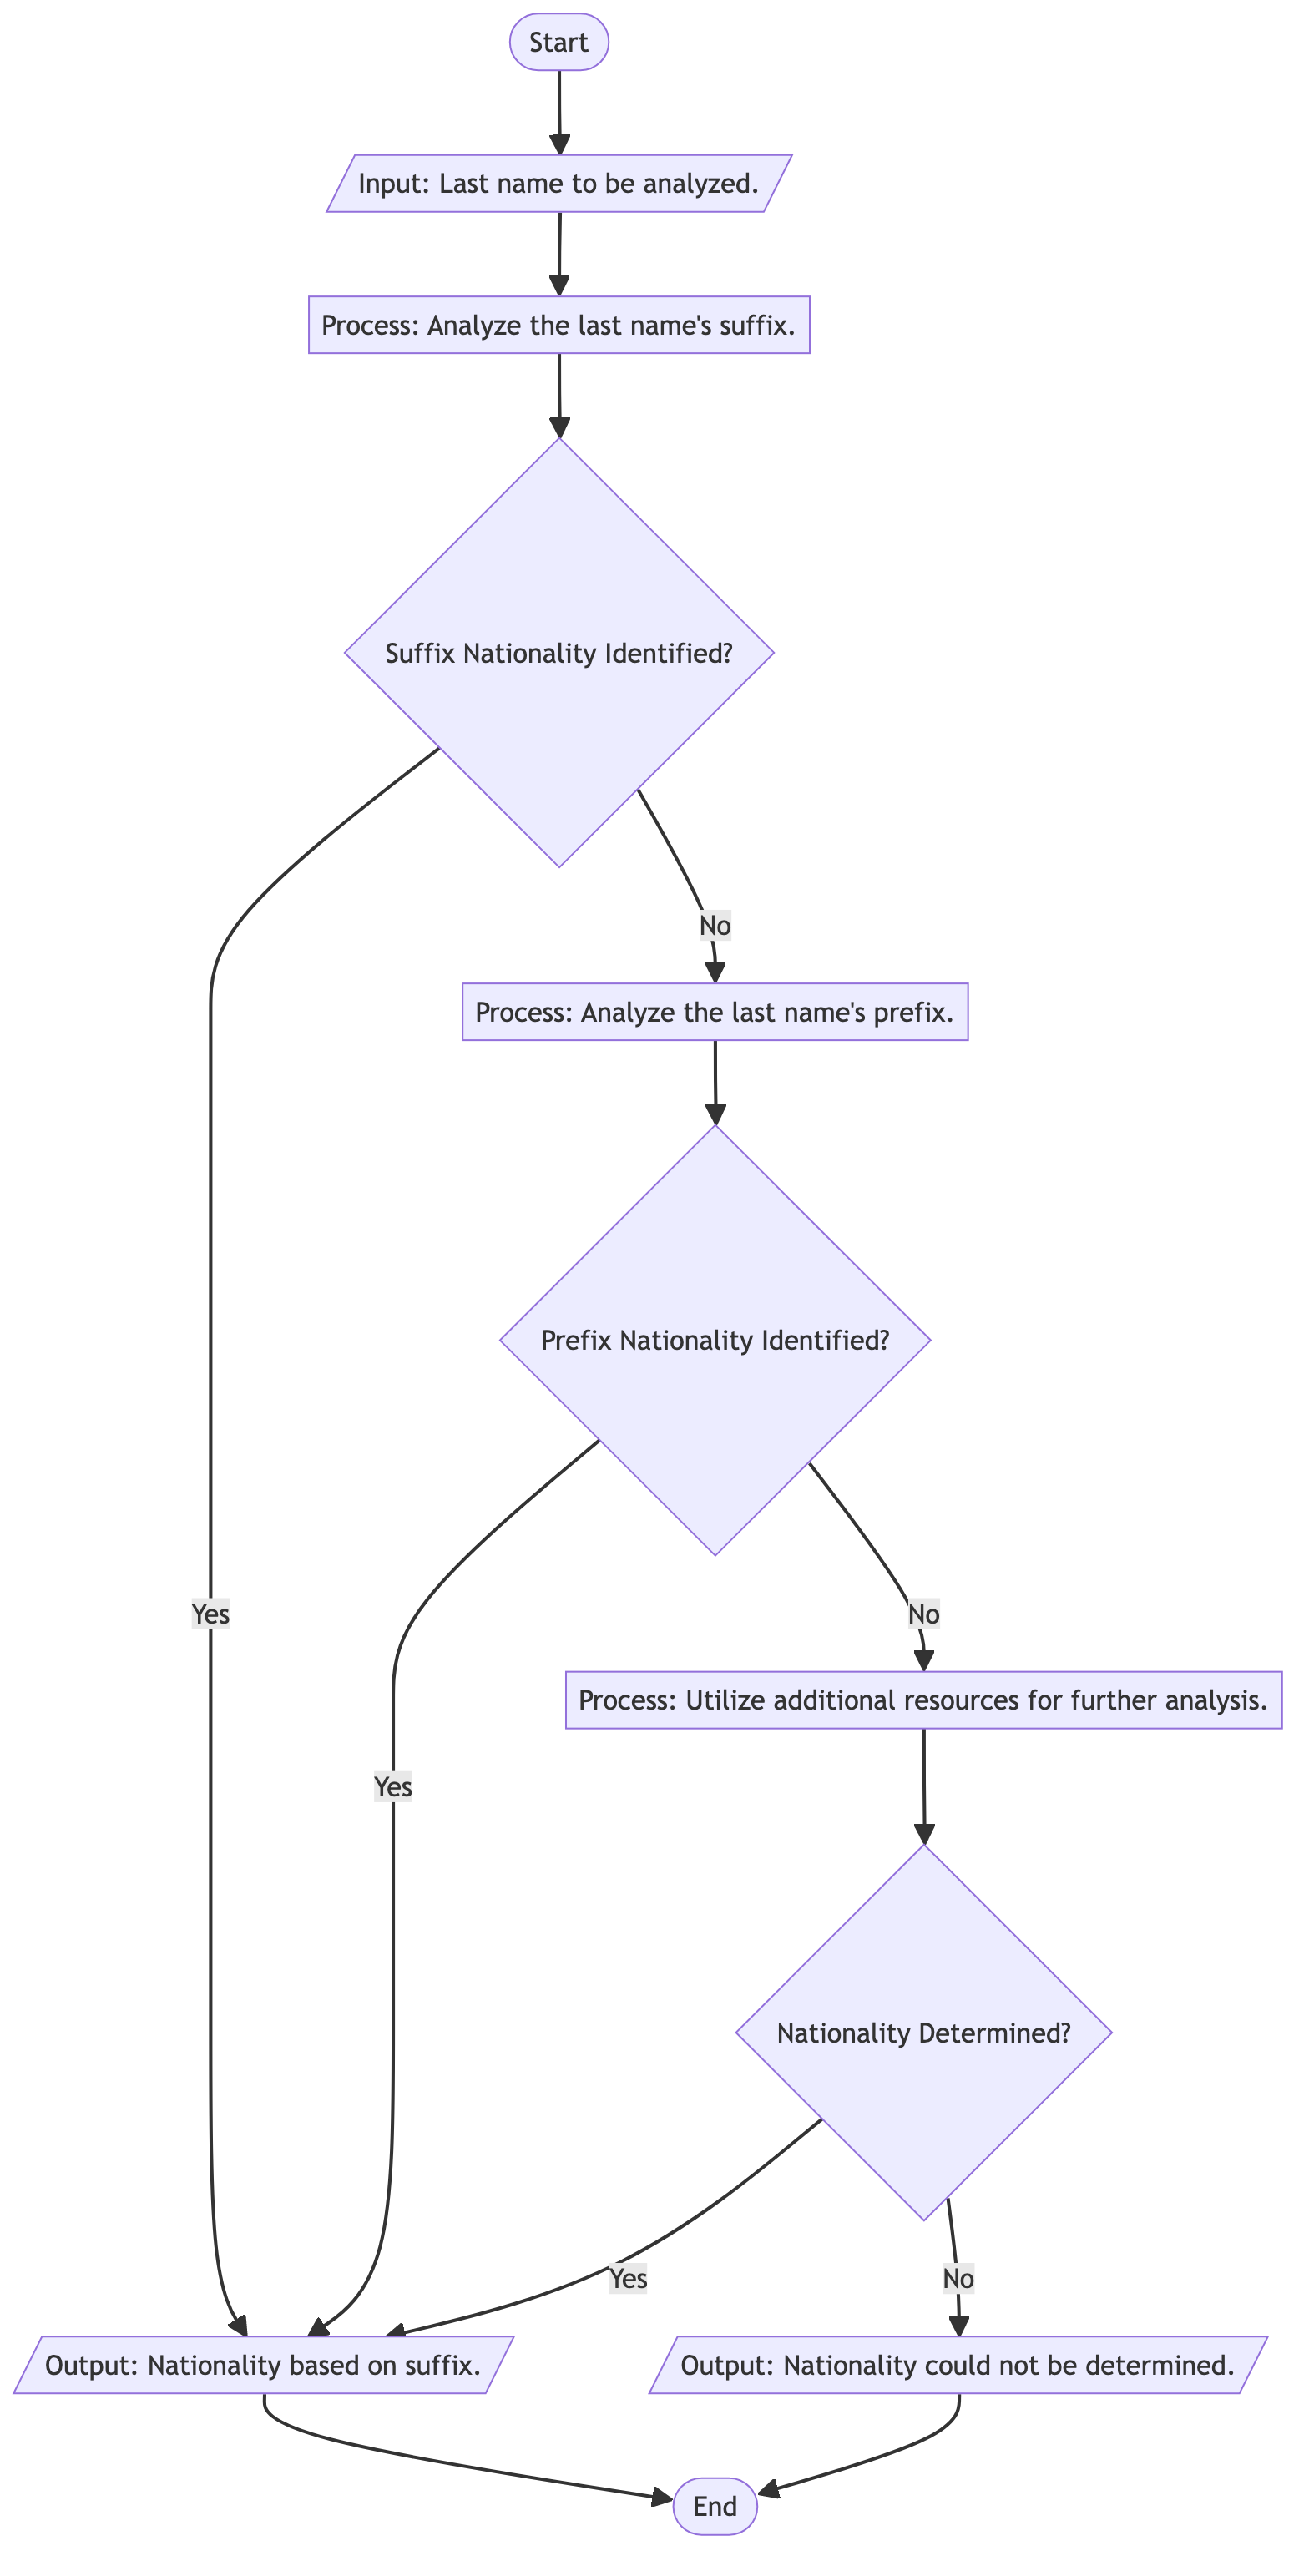 Start
Input: Last name to be analyzed.
Process: Analyze the last name's suffix.
Suffix Nationality Identified?
No
Process: Analyze the last name's prefix.
Prefix Nationality Identified?
Yes
No
Process: Utilize additional resources for further analysis.
Yes
Nationality Determined?
Yes
No
Output: Nationality based on suffix.
Output: Nationality could not be determined.
End